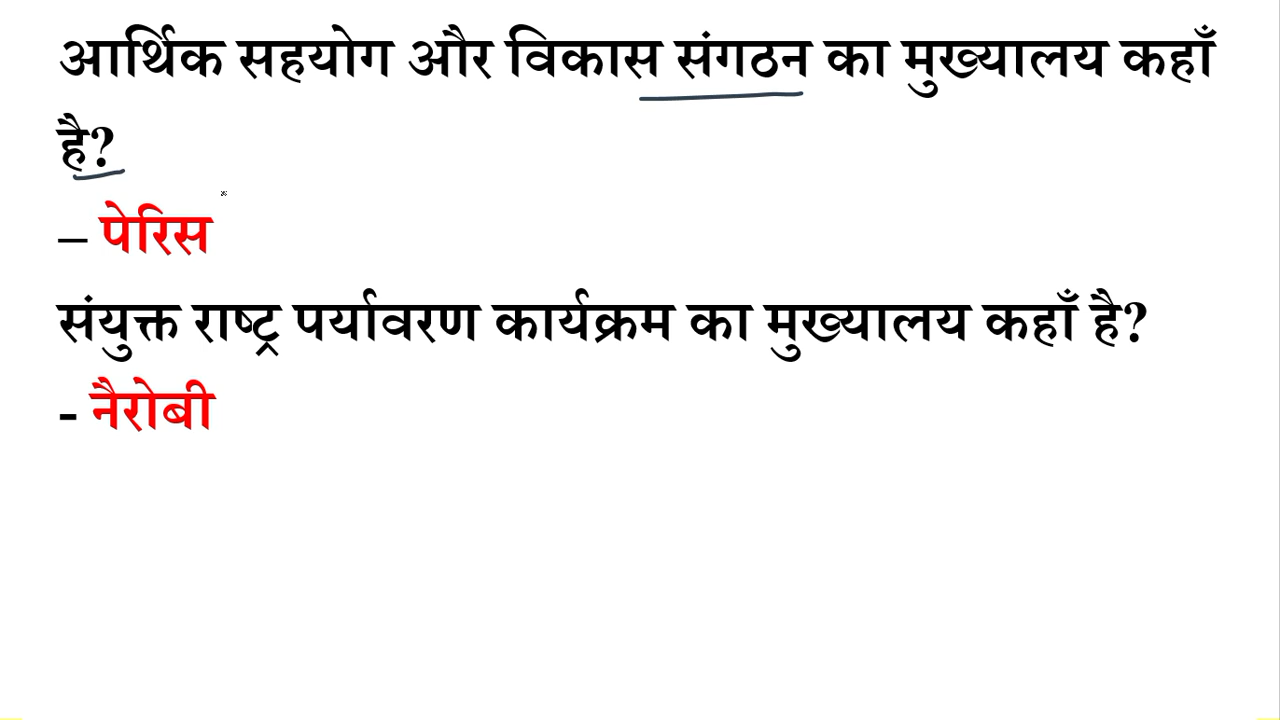 आर्थिक सहयोग और विकास संगठन का मुख्यालय कहाँ
है?
– पेरिस
संयुक्त राष्ट्र पर्यावरण कार्यक्रम का मुख्यालय कहाँ है?
- नैरोबी